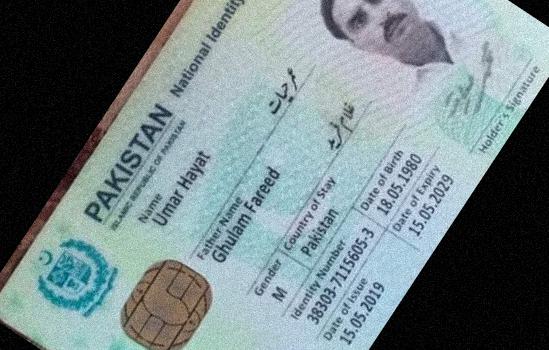 PAKISTAN National Identity
ISLAMIC REPUBLIC OF PAKISTAN
Name
Umar Hayat
عمر حیات
Father Name
Ghulam Fareed
غلام فرید
Gender Country of Stay
M Pakistan
Identity Number Date of Birth
38303-7115605-3 18.05.1980
Date of Issue Date of Expiry
15.05.2019 15.05.2029
Holder's Signature